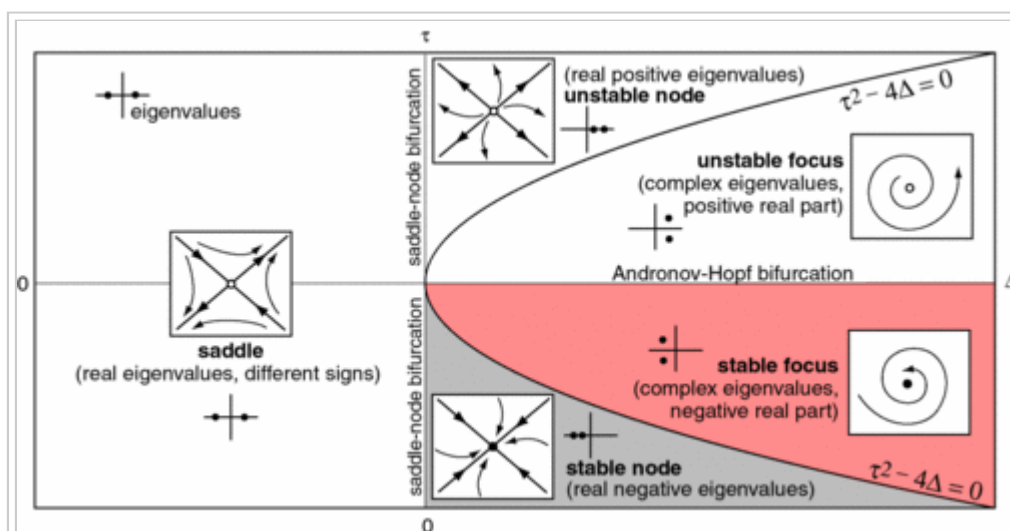 τ
(real positive eigenvalues)
unstable node
τ2 − 4Δ = 0
eigenvalues
saddle-node bifurcation
unstable focus
(complex eigenvalues,
positive real part)
Andronov-Hopf bifurcation
0
Δ
saddle
(real eigenvalues, different signs)
saddle-node bifurcation
stable focus
(complex eigenvalues,
negative real part)
stable node
(real negative eigenvalues)
τ2 − 4Δ = 0
0